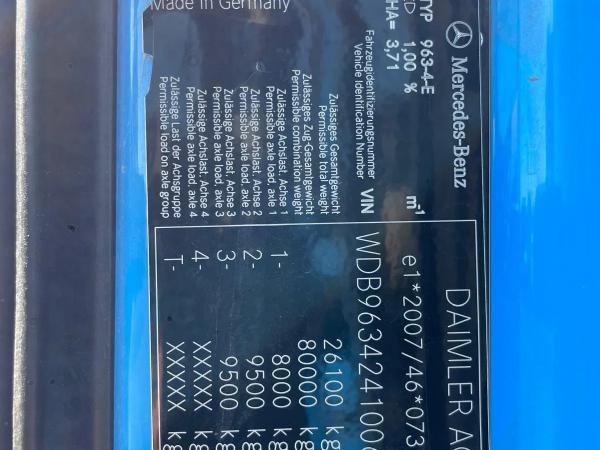 Mercedes-Benz
DAIMLER AG
TYP 963-4-E
1,00 % m¹
e1*2007/46*073
HA= 3,71
Fahrzeugidentifizierungsnummer
Vehicle Identification Number VIN WDB9634241000
Zulässiges Gesamtgewicht
Permissible total weight 26100 kg
Zulässiges Zug-Gesamtgewicht
Permissible combination weight 80000 kg
Zulässige Achslast. Achse 1
Permissible axle load, axle 1 1- 8000 kg
Zulässige Achslast. Achse 2
Permissible axle load, axle 2 2- 9500 kg
Zulässige Achslast. Achse 3
Permissible axle load, axle 3 3- 9500 kg
Zulässige Achslast. Achse 4
Permissible axle load, axle 4 4- XXXXX kg
Zulässige Last der Achsgruppe
Permissible load on axle group T- XXXXX kg
Made in Germany